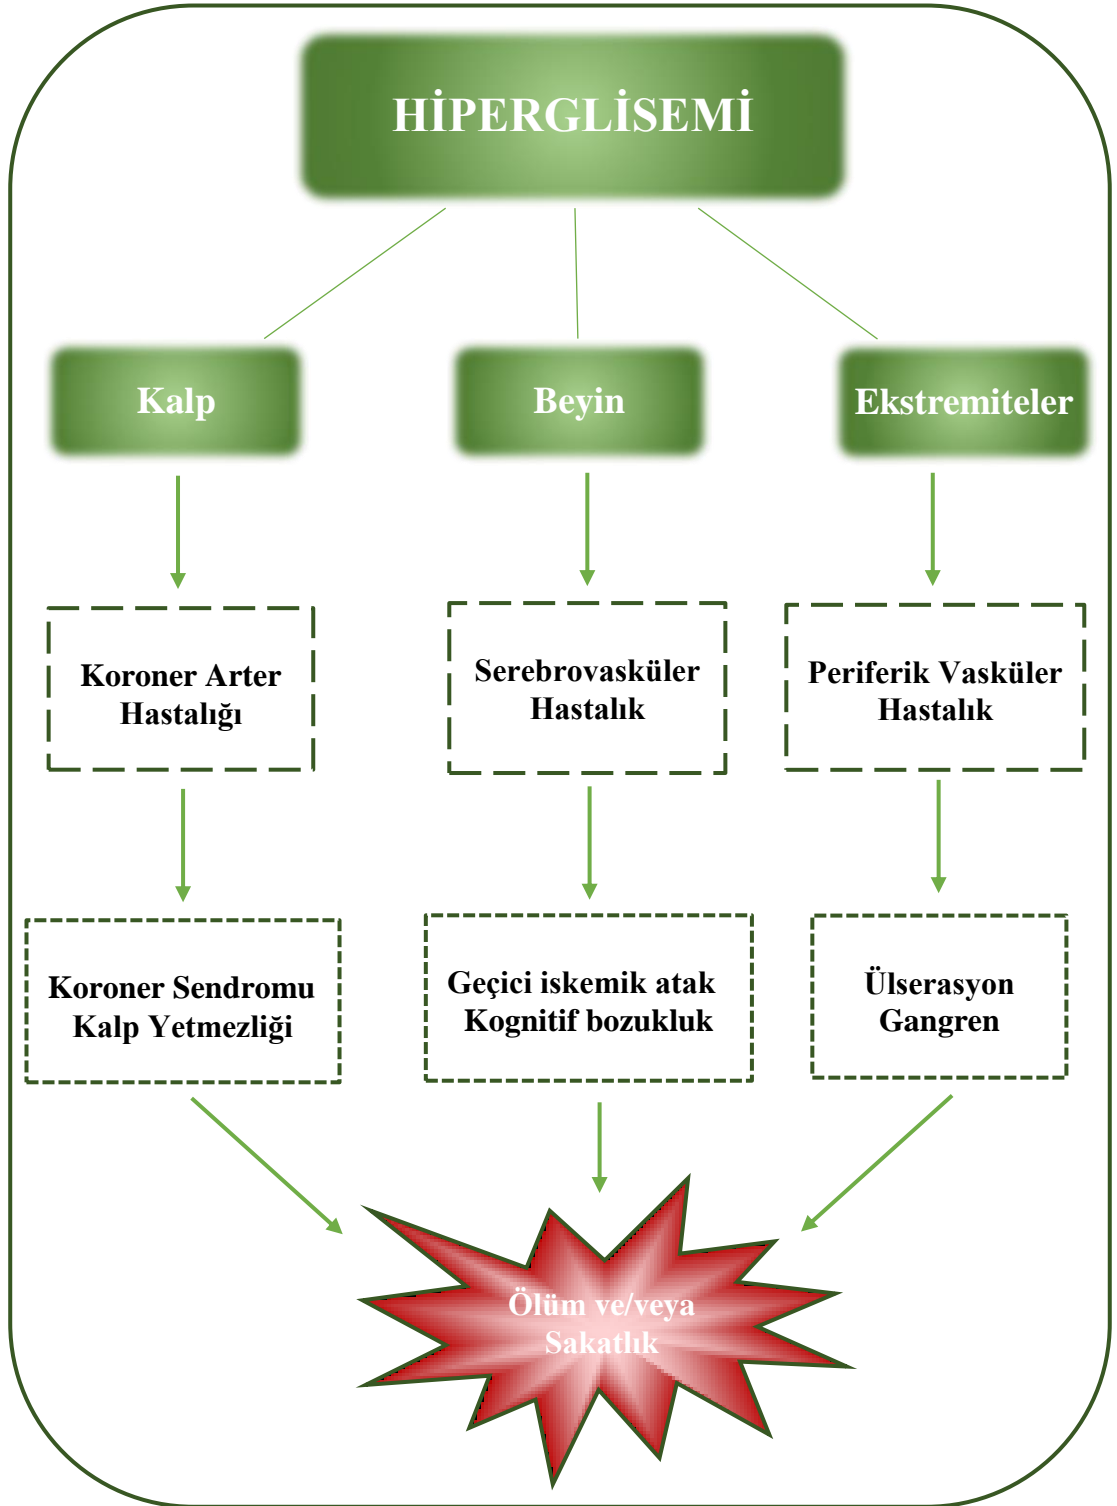 HİPERGLİSEMİ
Kalp
Beyin
Ekstremiteler
Koroner Arter
Hastalığı
Serebrovasküler
Hastalık
Periferik Vasküler
Hastalık
Koroner Sendromu
Kalp Yetmezliği
Geçici iskemik atak
Kognitif bozukluk
Ülserasyon
Gangren
Ölüm ve/veya
Sakatlık